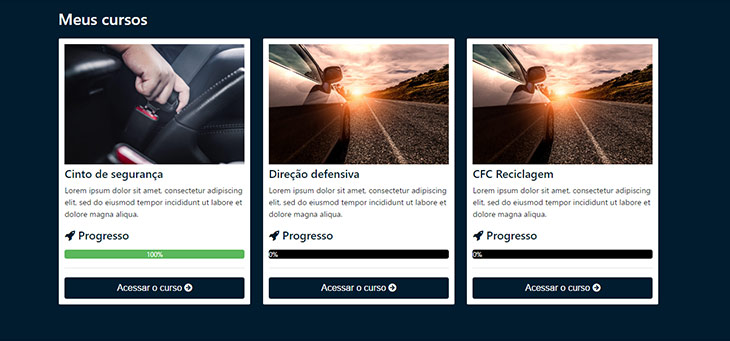 Meus cursos
Cinto de segurança
Lorem ipsum dolor sit amet, consectetur adipiscing
elit, sed do eiusmod tempor incididunt ut labore et
dolore magna aliqua.
Progresso
100%
Acessar o curso
Direção defensiva
Lorem ipsum dolor sit amet, consectetur adipiscing
elit, sed do eiusmod tempor incididunt ut labore et
dolore magna aliqua.
Progresso
0%
Acessar o curso
CFC Reciclagem
Lorem ipsum dolor sit amet, consectetur adipiscing
elit, sed do eiusmod tempor incididunt ut labore et
dolore magna aliqua.
Progresso
0%
Acessar o curso